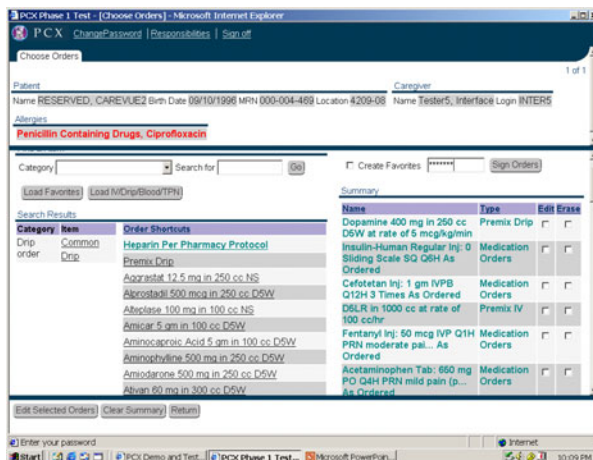 PCX Phase 1 Test - [Choose Orders] - Microsoft Internet Explorer
PCX ChangePassword | Responsibilities | Sign off
Choose Orders
1 of 1
Patient
Caregiver
Name RESERVED, CAREVUE2 Birth Date 09/10/1996 MRN 000-004-469 Location 4209-08 Name Tester5, Interface Login INTER5
Allergies
Penicillin Containing Drugs, Ciprofloxacin
Category Search for Go
Create Favorites ******* Sign Orders
Load Favorites Load IV/Drip/Blood/TPN
Summary
Search Results
Name Type Edit Erase
Category Item Order Shortcuts
Drip order Common Drip
Heparin Per Pharmacy Protocol
Premix Drip
Aggrastat 12.5 mg in 250 cc NS
Alprostadil 500 mcg in 250 cc D5W
Alteplase 100 mg in 100 cc NS
Amicar 5 gm in 100 cc D5W
Aminocaproic Acid 5 gm in 100 cc D5W
Aminophylline 500 mg in 250 cc D5W
Amiodarone 500 mg in 250 cc D5W
Ativan 60 mg in 300 cc D5W
Dopamine 400 mg in 250 cc Premix Drip
D5W at rate of 5 mcg/kg/min
Insulin-Human Regular Inj: 0 Medication
Sliding Scale SQ Q6H As Orders
Ordered
Cefotetan Inj: 1 gm IVPB Medication
Q12H 3 Times As Ordered Orders
D5LR in 1000 cc at rate of Premix IV
100 cc/hr
Fentanyl Inj: 50 mcg IVP Q1H Medication
PRN moderate pai... As Orders
Ordered
Acetaminophen Tab: 650 mg Medication
PO Q4H PRN mild pain (p... Orders
As Ordered
Edit Selected Orders Clear Summary Return
Enter your password
Internet
Start PCX Demo and Test... PCX Phase 1 Test... Microsoft PowerPoin... 10:09 PM